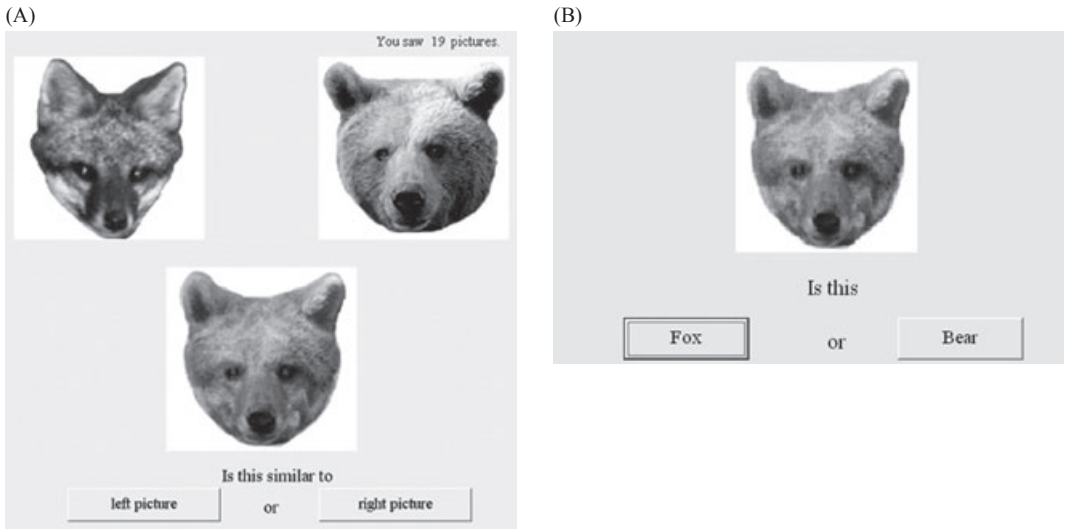 (A)
You saw 19 pictures.
Is this similar to
left picture or right picture
(B)
Is this
Fox or Bear